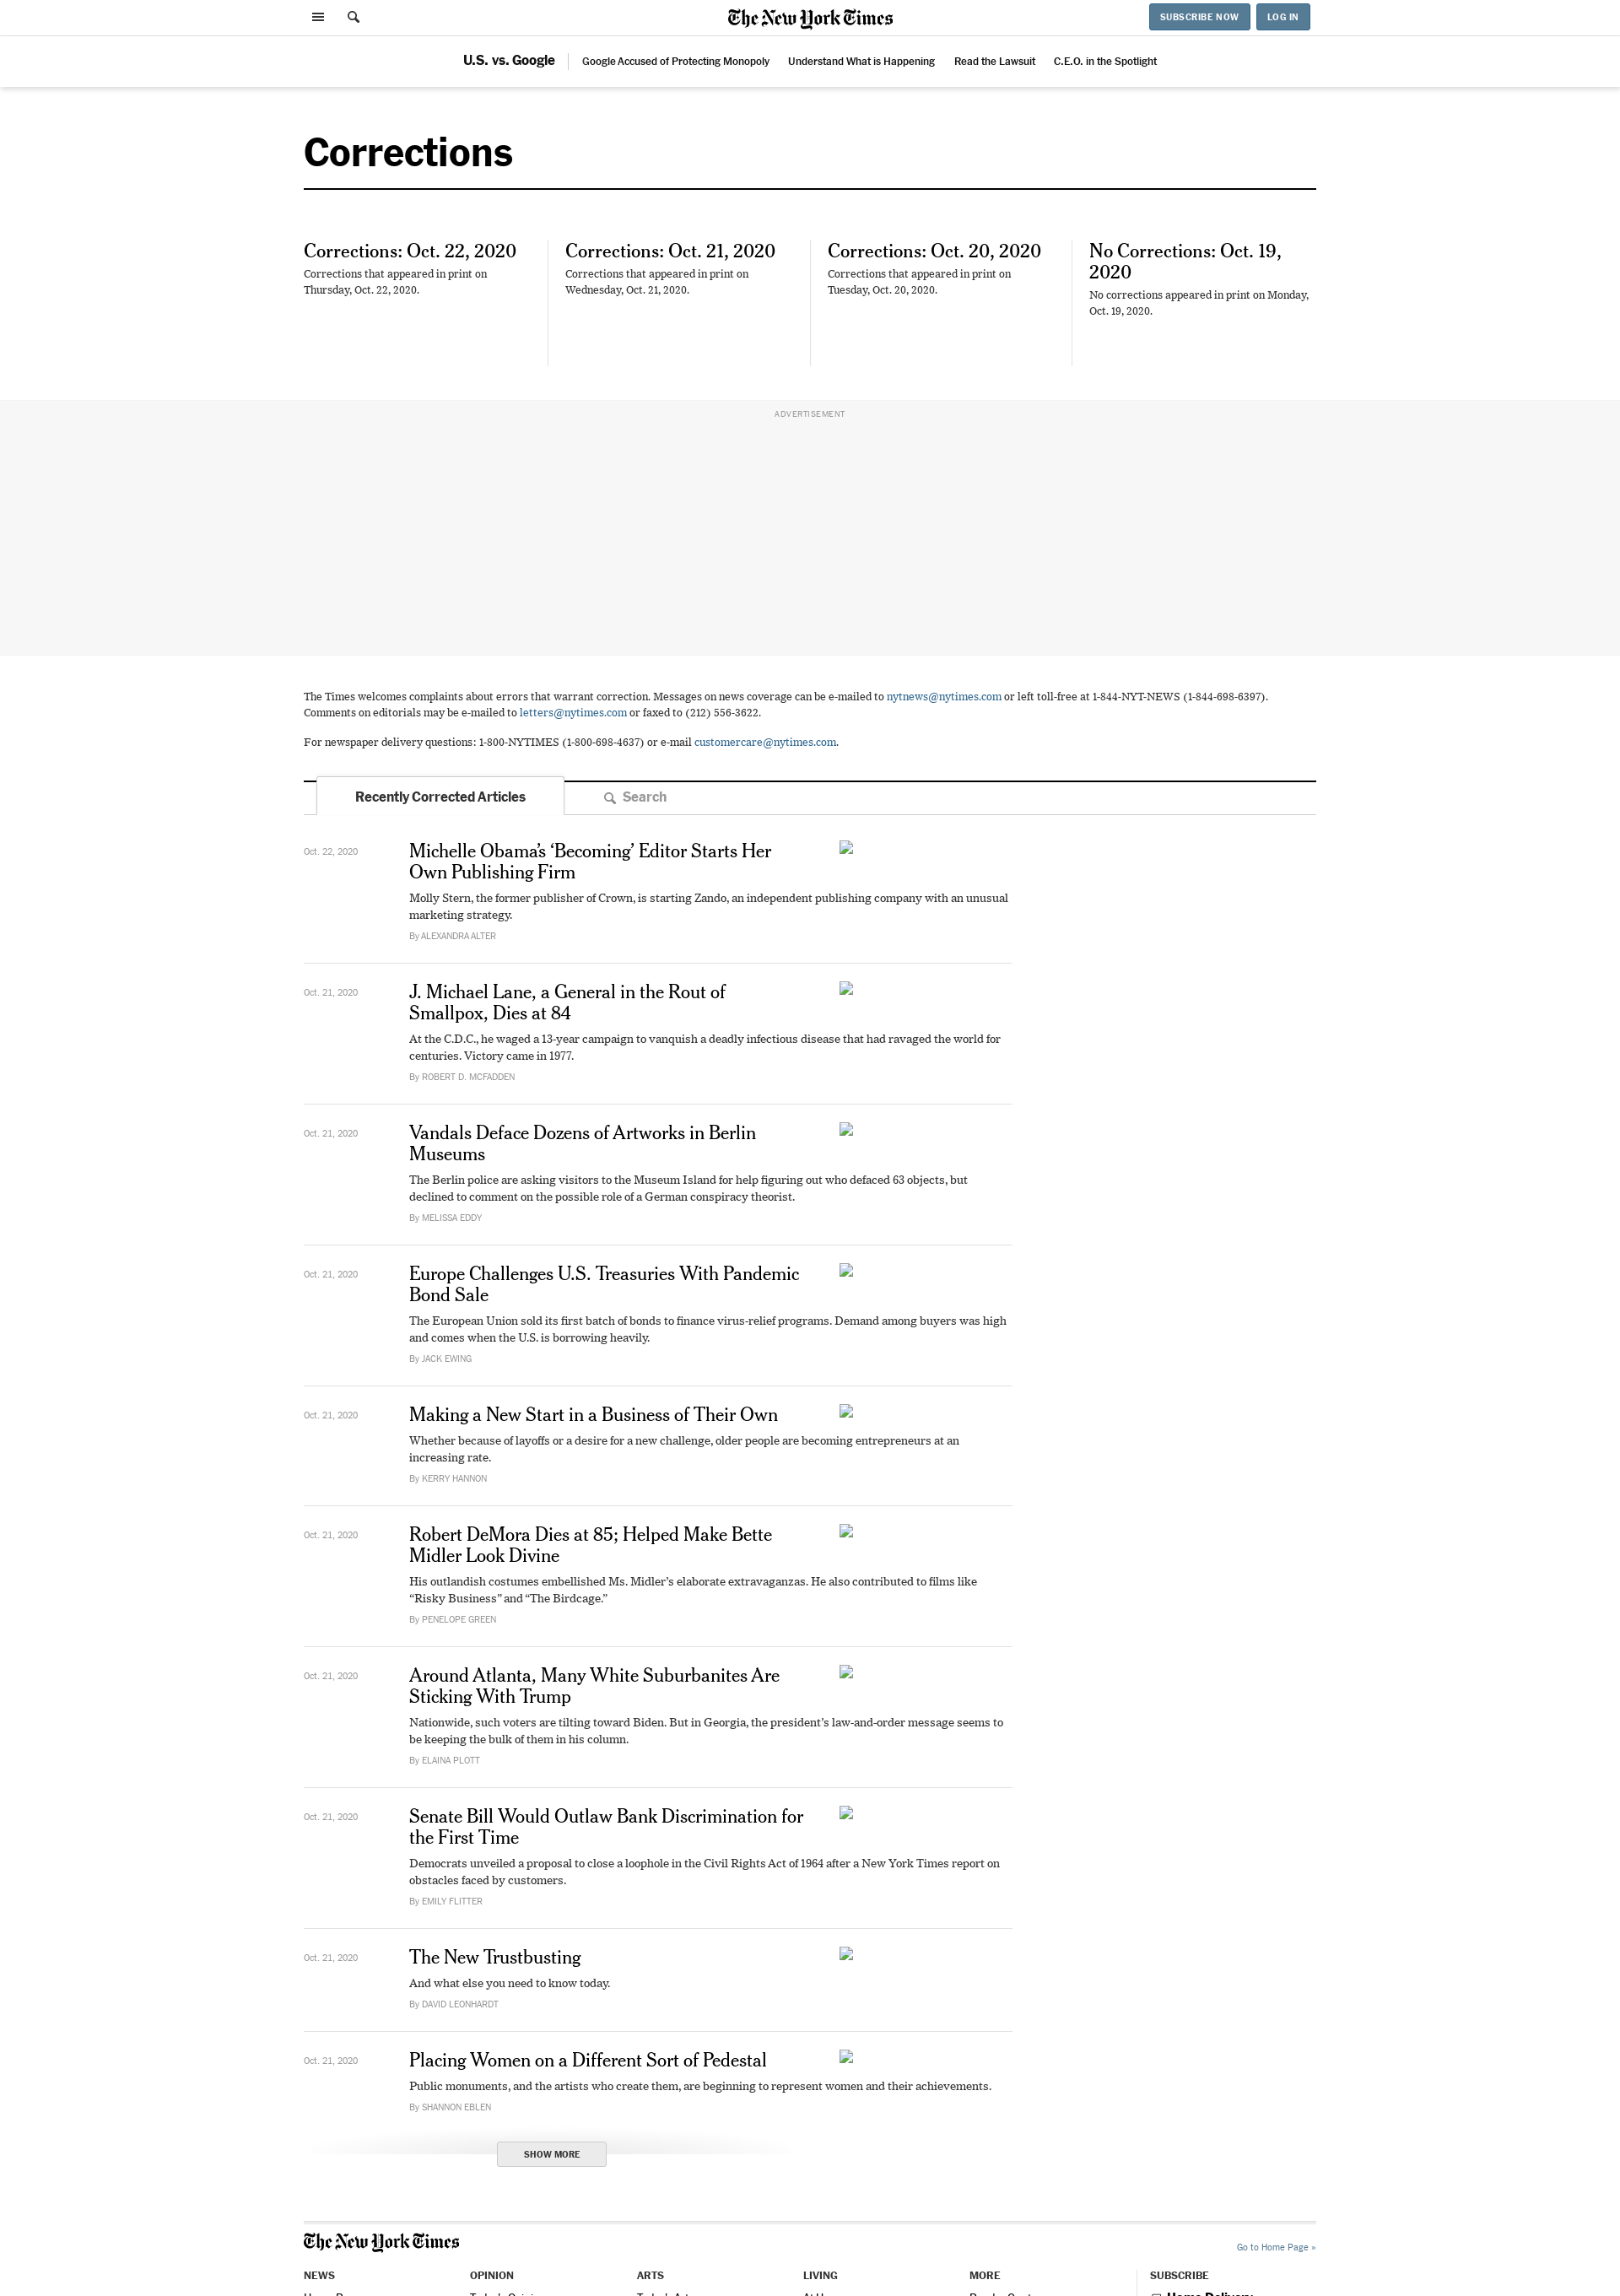 The New York Times
SUBSCRIBE NOW
LOG IN
U.S. vs. Google
Google Accused of Protecting Monopoly
Understand What is Happening
Read the Lawsuit
C.E.O. in the Spotlight
Corrections
Corrections: Oct. 22, 2020
Corrections that appeared in print on
Thursday, Oct. 22, 2020.
Corrections: Oct. 21, 2020
Corrections that appeared in print on
Wednesday, Oct. 21, 2020.
Corrections: Oct. 20, 2020
Corrections that appeared in print on
Tuesday, Oct. 20, 2020.
No Corrections: Oct. 19,
2020
No corrections appeared in print on Monday,
Oct. 19, 2020.
ADVERTISEMENT
The Times welcomes complaints about errors that warrant correction. Messages on news coverage can be e-mailed to nytnews@nytimes.com or left toll-free at 1-844-NYT-NEWS (1-844-698-6397).
Comments on editorials may be e-mailed to letters@nytimes.com or faxed to (212) 556-3622.
For newspaper delivery questions: 1-800-NYTIMES (1-800-698-4637) or e-mail customercare@nytimes.com.
Recently Corrected Articles
Search
Oct. 22, 2020
Michelle Obama’s ‘Becoming’ Editor Starts Her
Own Publishing Firm
Molly Stern, the former publisher of Crown, is starting Zando, an independent publishing company with an unusual
marketing strategy.
By ALEXANDRA ALTER
Oct. 21, 2020
J. Michael Lane, a General in the Rout of
Smallpox, Dies at 84
At the C.D.C., he waged a 13-year campaign to vanquish a deadly infectious disease that had ravaged the world for
centuries. Victory came in 1977.
By ROBERT D. MCFADDEN
Oct. 21, 2020
Vandals Deface Dozens of Artworks in Berlin
Museums
The Berlin police are asking visitors to the Museum Island for help figuring out who defaced 63 objects, but
declined to comment on the possible role of a German conspiracy theorist.
By MELISSA EDDY
Oct. 21, 2020
Europe Challenges U.S. Treasuries With Pandemic
Bond Sale
The European Union sold its first batch of bonds to finance virus-relief programs. Demand among buyers was high
and comes when the U.S. is borrowing heavily.
By JACK EWING
Oct. 21, 2020
Making a New Start in a Business of Their Own
Whether because of layoffs or a desire for a new challenge, older people are becoming entrepreneurs at an
increasing rate.
By KERRY HANNON
Oct. 21, 2020
Robert DeMora Dies at 85; Helped Make Bette
Midler Look Divine
His outlandish costumes embellished Ms. Midler’s elaborate extravaganzas. He also contributed to films like
“Risky Business” and “The Birdcage.”
By PENELOPE GREEN
Oct. 21, 2020
Around Atlanta, Many White Suburbanites Are
Sticking With Trump
Nationwide, such voters are tilting toward Biden. But in Georgia, the president’s law-and-order message seems to
be keeping the bulk of them in his column.
By ELAINA PLOTT
Oct. 21, 2020
Senate Bill Would Outlaw Bank Discrimination for
the First Time
Democrats unveiled a proposal to close a loophole in the Civil Rights Act of 1964 after a New York Times report on
obstacles faced by customers.
By EMILY FLITTER
Oct. 21, 2020
The New Trustbusting
And what else you need to know today.
By DAVID LEONHARDT
Oct. 21, 2020
Placing Women on a Different Sort of Pedestal
Public monuments, and the artists who create them, are beginning to represent women and their achievements.
By SHANNON EBLEN
SHOW MORE
The New York Times
Go to Home Page »
NEWS
OPINION
ARTS
LIVING
MORE
SUBSCRIBE